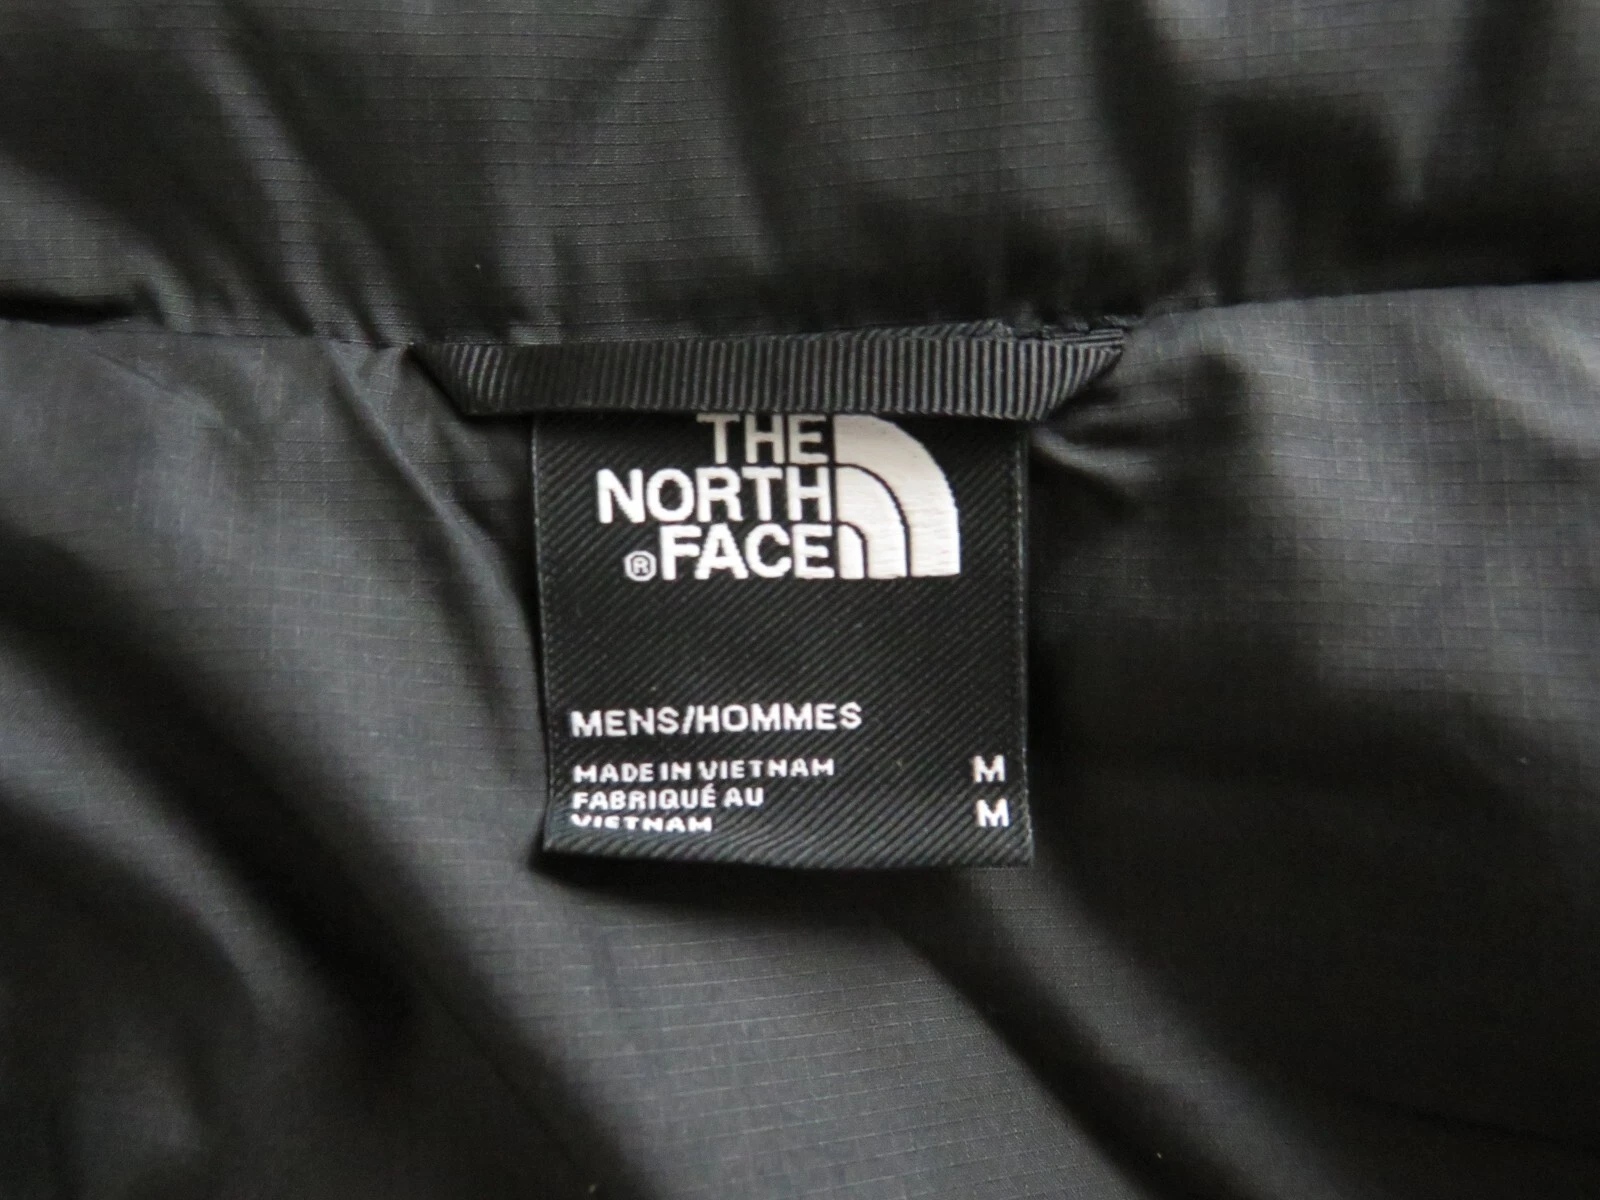 THE
NORTH
®FACE
MENS/HOMMES
MADE IN VIETNAM M
FABRIQUÉ AU M
VIETNAM